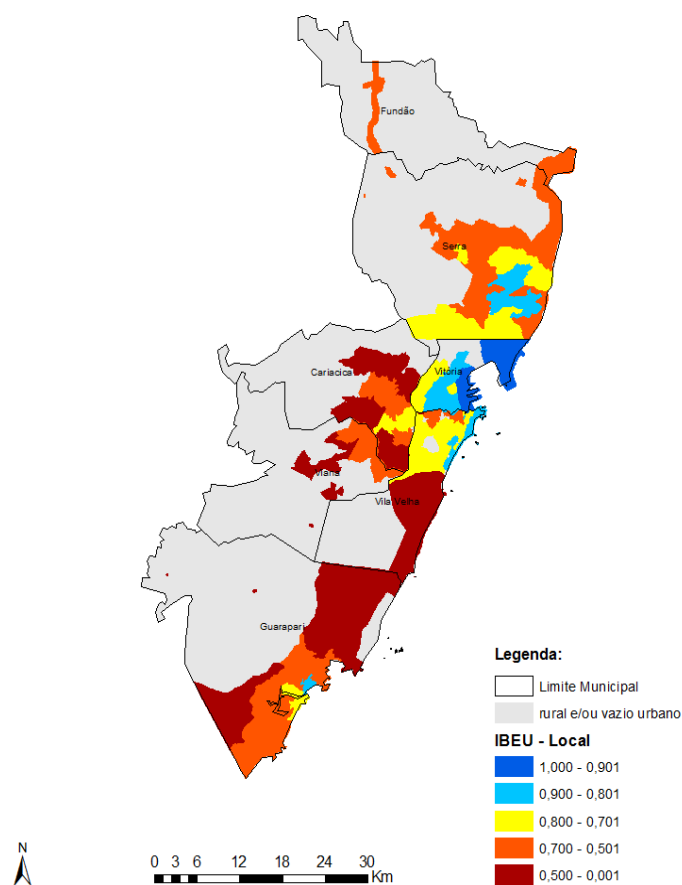 Fundão
Serra
Cariacica
Vitória
Viana
Vila Velha
Guarapari
Legenda:
Limite Municipal
rural e/ou vazio urbano
IBEU - Local
1,000 - 0,901
0,900 - 0,801
0,800 - 0,701
0,700 - 0,501
0,500 - 0,001
N
0 3 6 12 18 24 30
Km